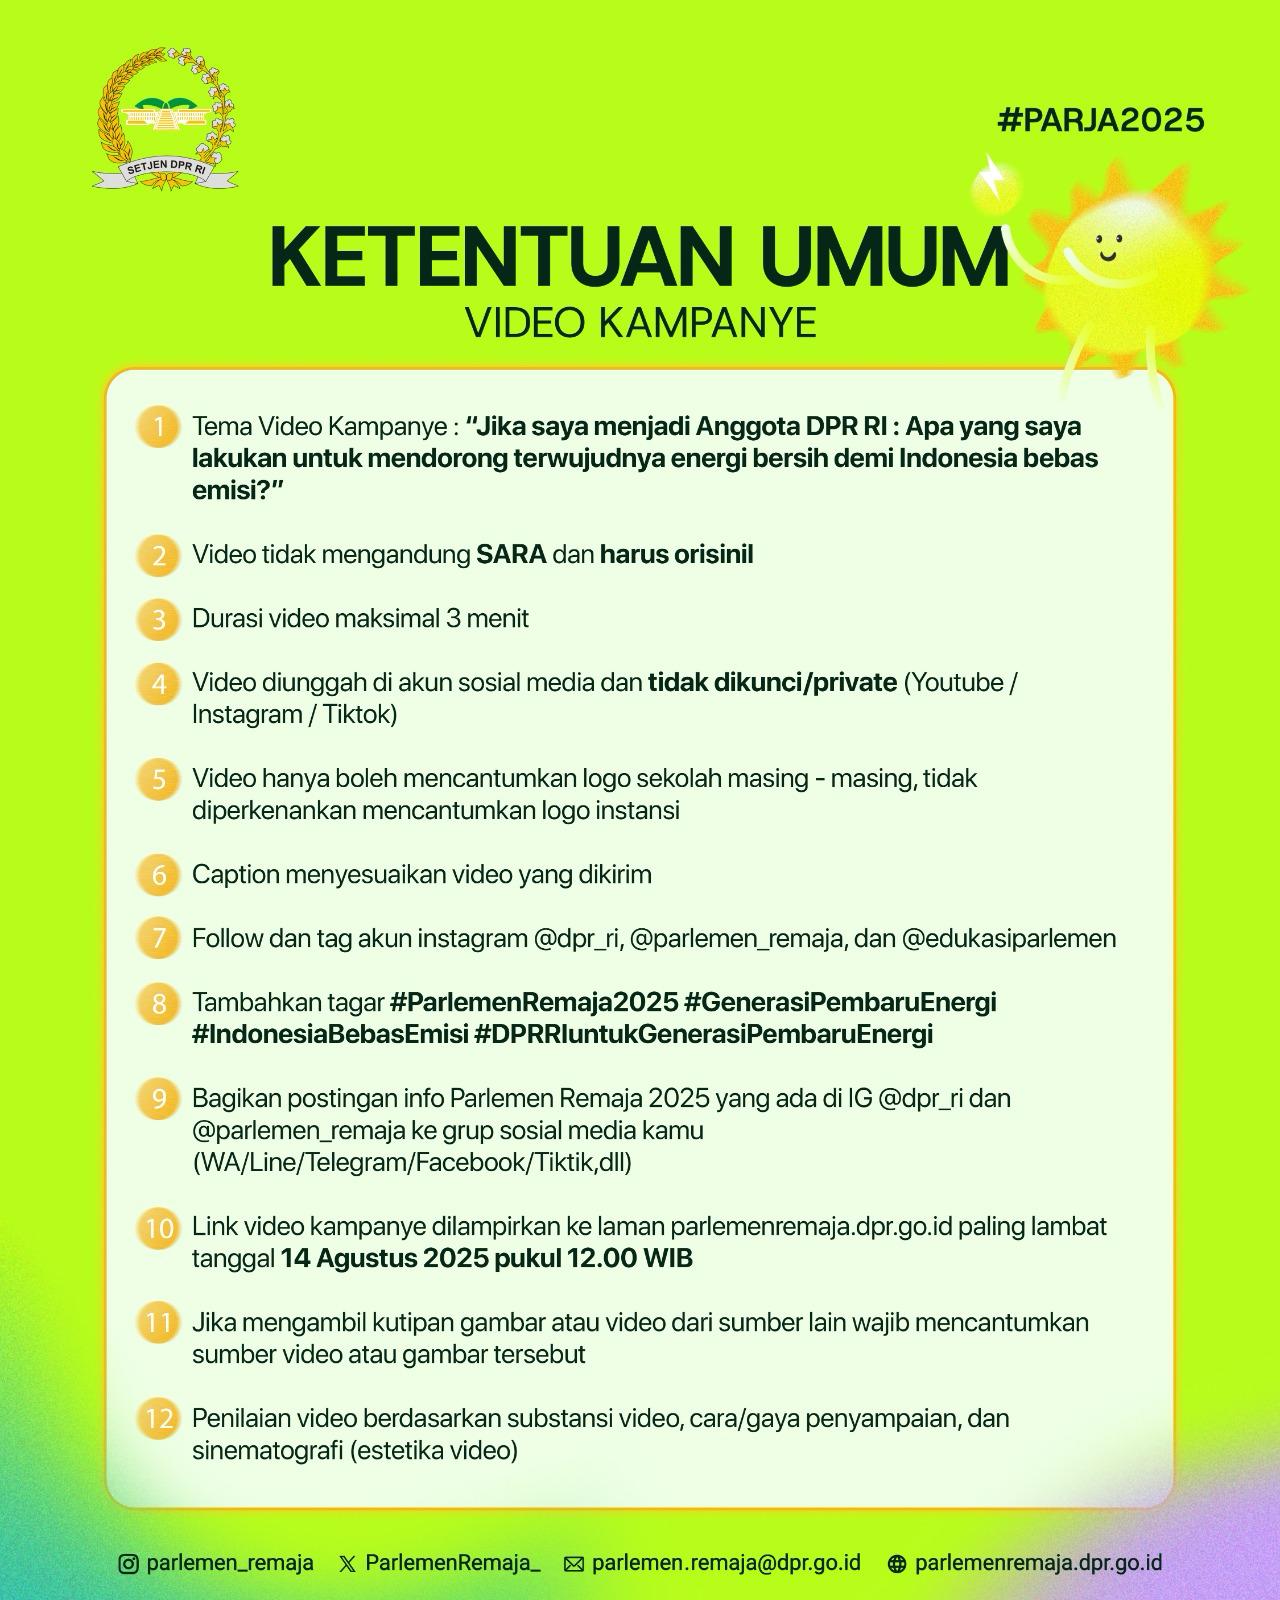 SETJEN DPR RI
#PARJA2025
KETENTUAN UMUM
VIDEO KAMPANYE
1 Tema Video Kampanye : “Jika saya menjadi Anggota DPR RI : Apa yang saya
lakukan untuk mendorong terwujudnya energi bersih demi Indonesia bebas
emisi?”
2 Video tidak mengandung SARA dan harus orisinil
3 Durasi video maksimal 3 menit
4 Video diunggah di akun sosial media dan tidak dikunci/private (Youtube /
Instagram / Tiktok)
5 Video hanya boleh mencantumkan logo sekolah masing - masing, tidak
diperkenankan mencantumkan logo instansi
6 Caption menyesuaikan video yang dikirim
7 Follow dan tag akun instagram @dpr_ri, @parlemen_remaja, dan @edukasiparlemen
8 Tambahkan tagar #ParlemenRemaja2025 #GenerasiPembaruEnergi
#IndonesiaBebasEmisi #DPRRIuntukGenerasiPembaruEnergi
9 Bagikan postingan info Parlemen Remaja 2025 yang ada di IG @dpr_ri dan
@parlemen_remaja ke grup sosial media kamu
(WA/Line/Telegram/Facebook/Tiktik,dll)
10 Link video kampanye dilampirkan ke laman parlemenremaja.dpr.go.id paling lambat
tanggal 14 Agustus 2025 pukul 12.00 WIB
11 Jika mengambil kutipan gambar atau video dari sumber lain wajib mencantumkan
sumber video atau gambar tersebut
12 Penilaian video berdasarkan substansi video, cara/gaya penyampaian, dan
sinematografi (estetika video)
parlemen_remaja ParlemenRemaja_ parlemen.remaja@dpr.go.id parlemenremaja.dpr.go.id